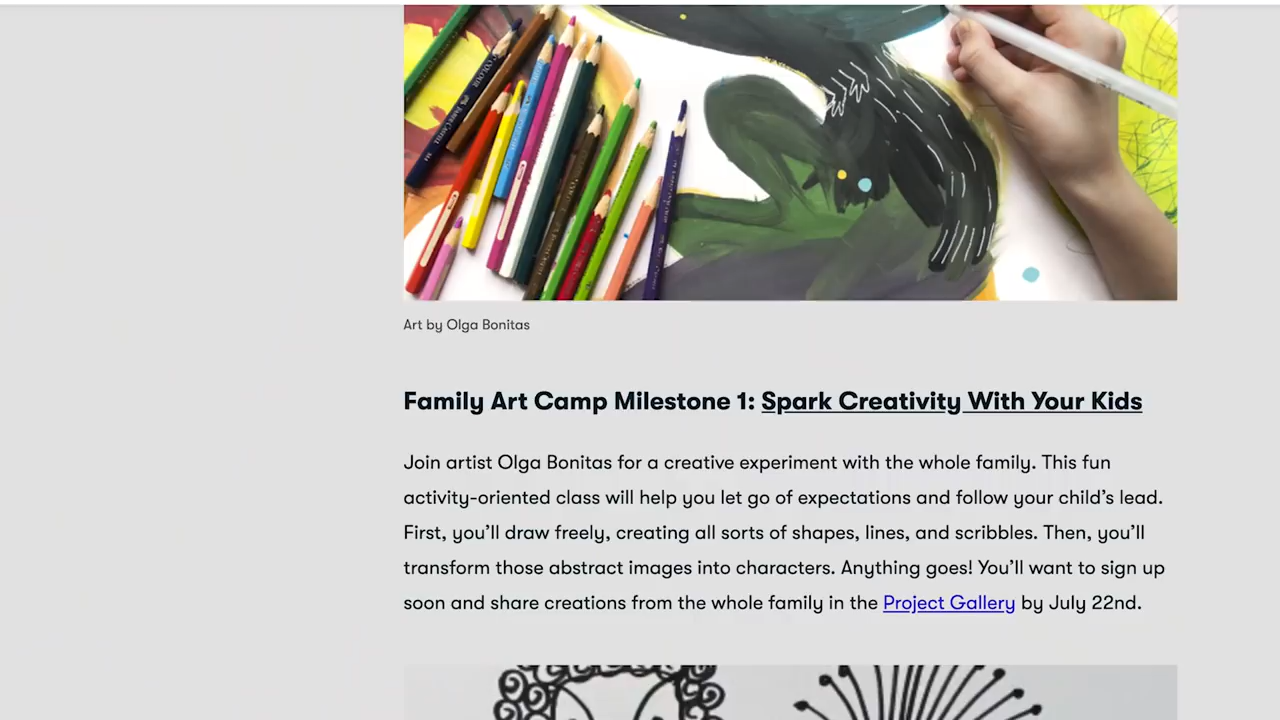 Art by Olga Bonitas
Family Art Camp Milestone 1: Spark Creativity With Your Kids
Join artist Olga Bonitas for a creative experiment with the whole family. This fun
activity-oriented class will help you let go of expectations and follow your child’s lead.
First, you’ll draw freely, creating all sorts of shapes, lines, and scribbles. Then, you’ll
transform those abstract images into characters. Anything goes! You’ll want to sign up
soon and share creations from the whole family in the Project Gallery by July 22nd.